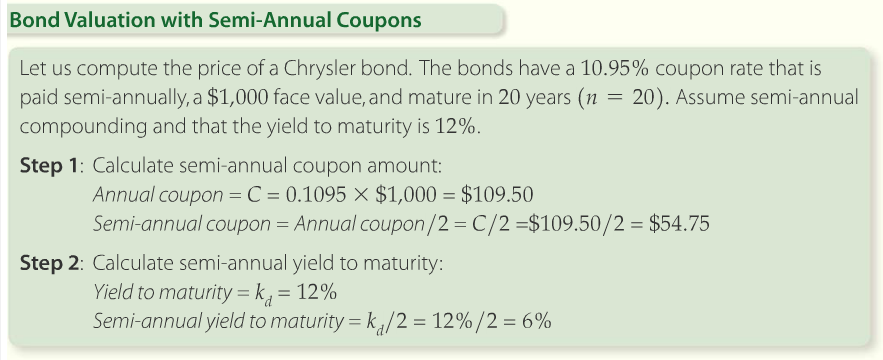 Bond Valuation with Semi-Annual Coupons
Let us compute the price of a Chrysler bond. The bonds have a 10.95% coupon rate that is
paid semi-annually, a $1,000 face value, and mature in 20 years (n = 20). Assume semi-annual
compounding and that the yield to maturity is 12%.
Step 1: Calculate semi-annual coupon amount:
Annual coupon = C = 0.1095 × $1,000 = $109.50
Semi-annual coupon = Annual coupon/2 = C/2 =$109.50/2 = $54.75
Step 2: Calculate semi-annual yield to maturity:
Yield to maturity = k_d = 12%
Semi-annual yield to maturity = k_d/2 = 12%/2 = 6%